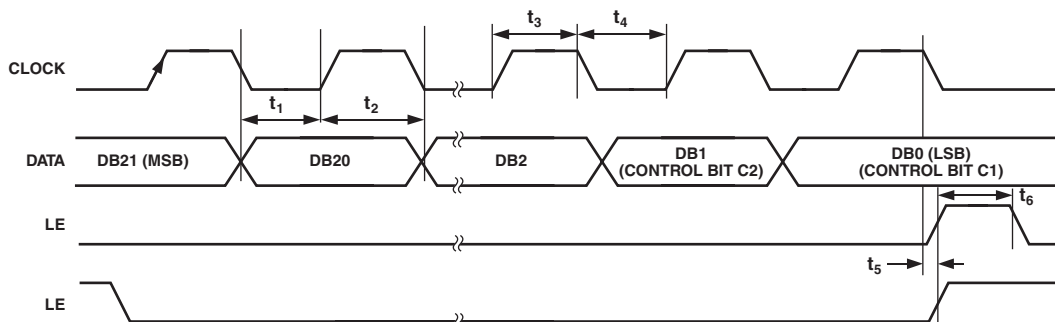 t3 t4
CLOCK
t1 t2
DATA DB21 (MSB) DB20 DB2 DB1 (CONTROL BIT C2) DB0 (LSB) (CONTROL BIT C1)
t6
LE
t5
LE